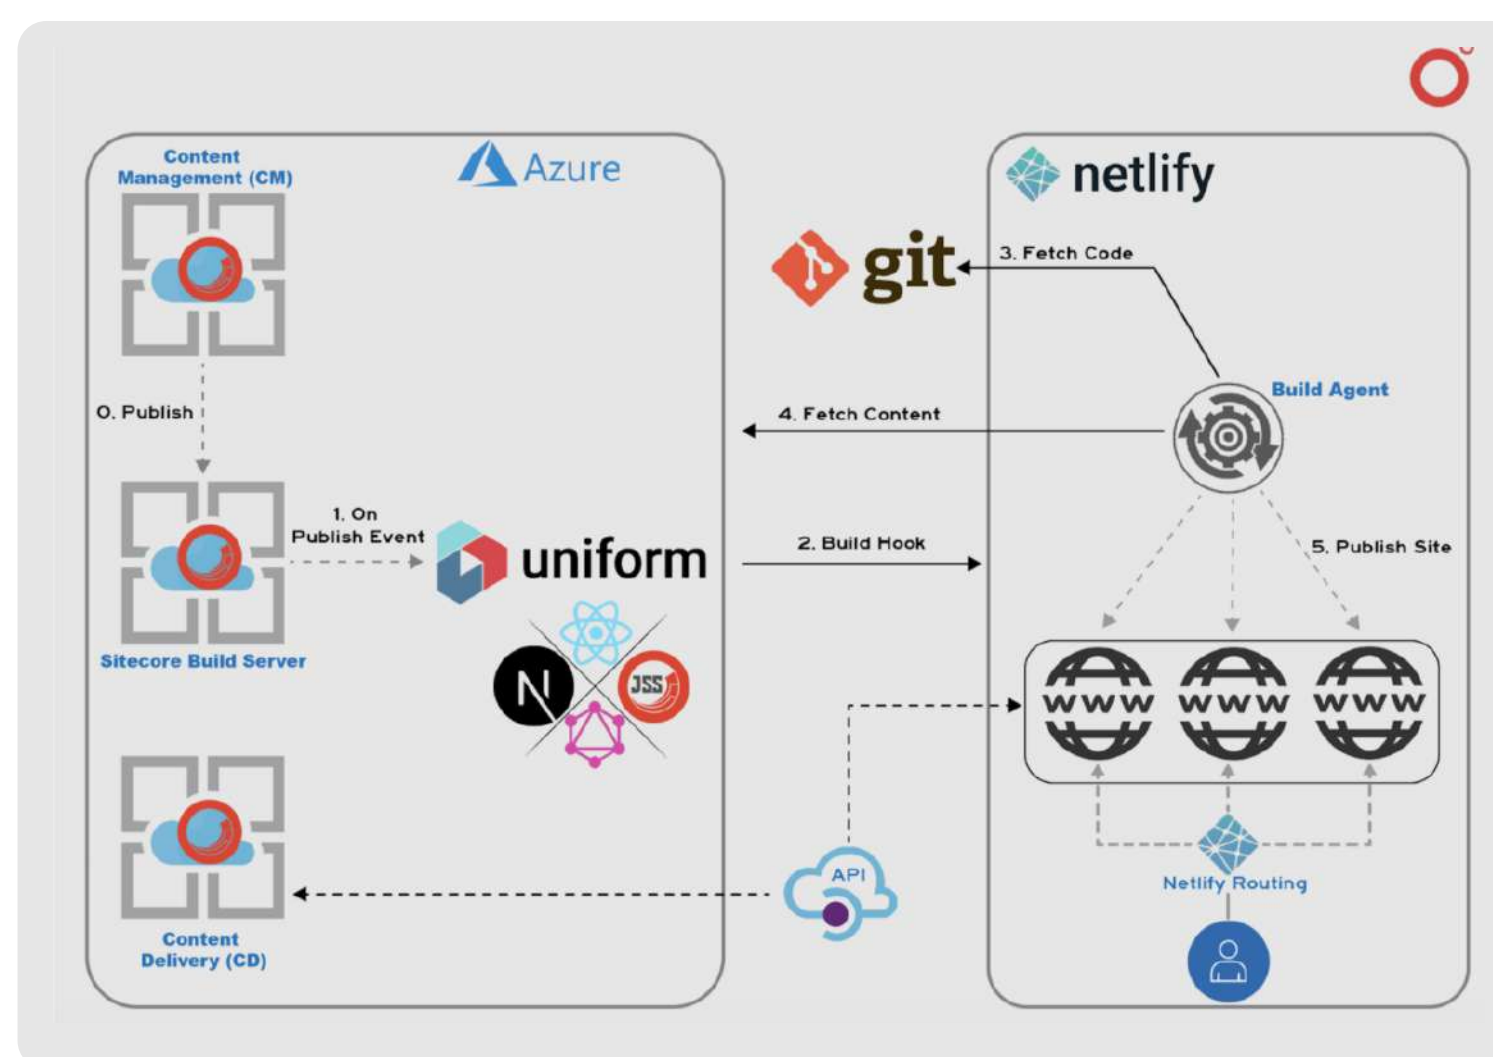 Content
Management (CM)
Azure
netlify
git
3. Fetch Code
Build Agent
0. Publish
4. Fetch Content
1. On
Publish Event
uniform
2. Build Hook
5. Publish Site
Sitecore Build Server
N
JSS
www
www
www
API
Netlify Routing
Content
Delivery (CD)